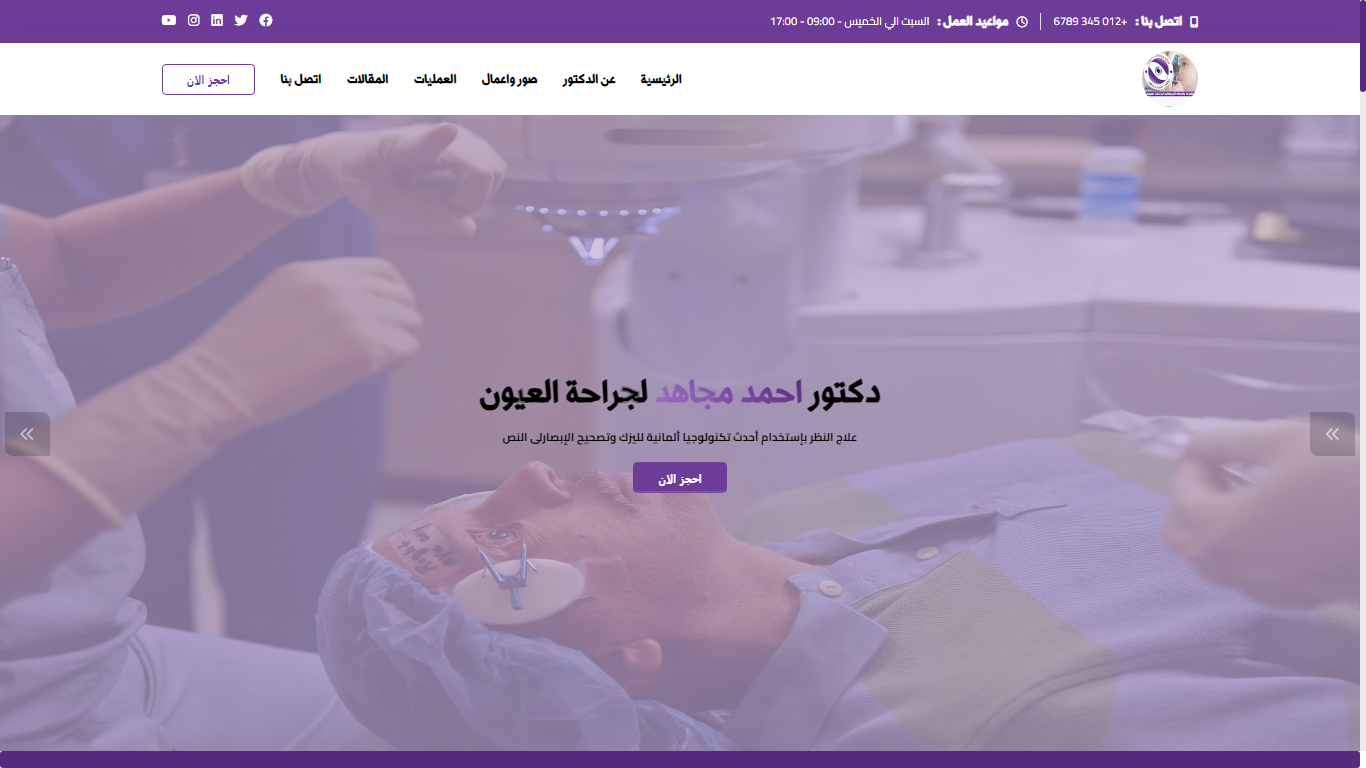 اتصل بنا : +012 345 6789
مواعيد العمل : السبت الي الخميس - 09:00 - 17:00
الرئيسية
عن الدكتور
صور واعمال
العمليات
المقالات
اتصل بنا
احجز الان
دكتور احمد مجاهد لجراحة العيون
علاج النظر بإستخدام أحدث تكنولوجيا ألمانية لليزك وتصحيح الإبصارلى النص
احجز الان